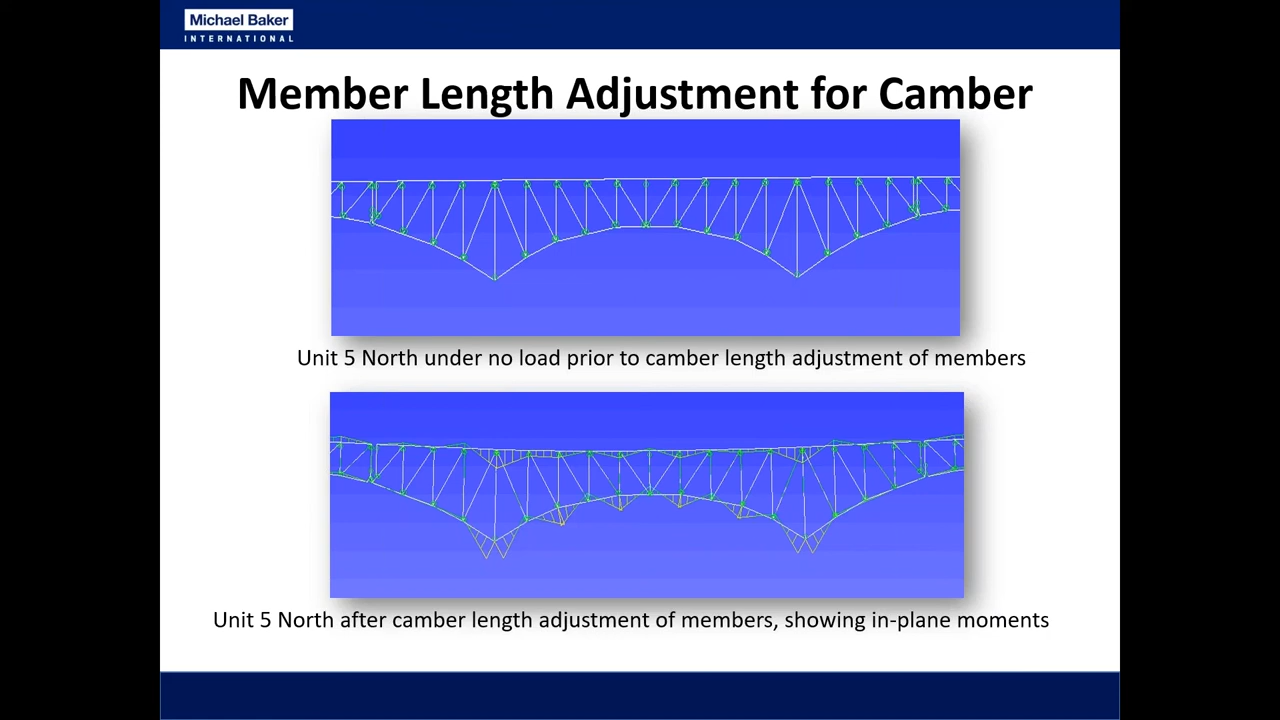 Michael Baker
INTERNATIONAL
Member Length Adjustment for Camber
Unit 5 North under no load prior to camber length adjustment of members
Unit 5 North after camber length adjustment of members, showing in-plane moments